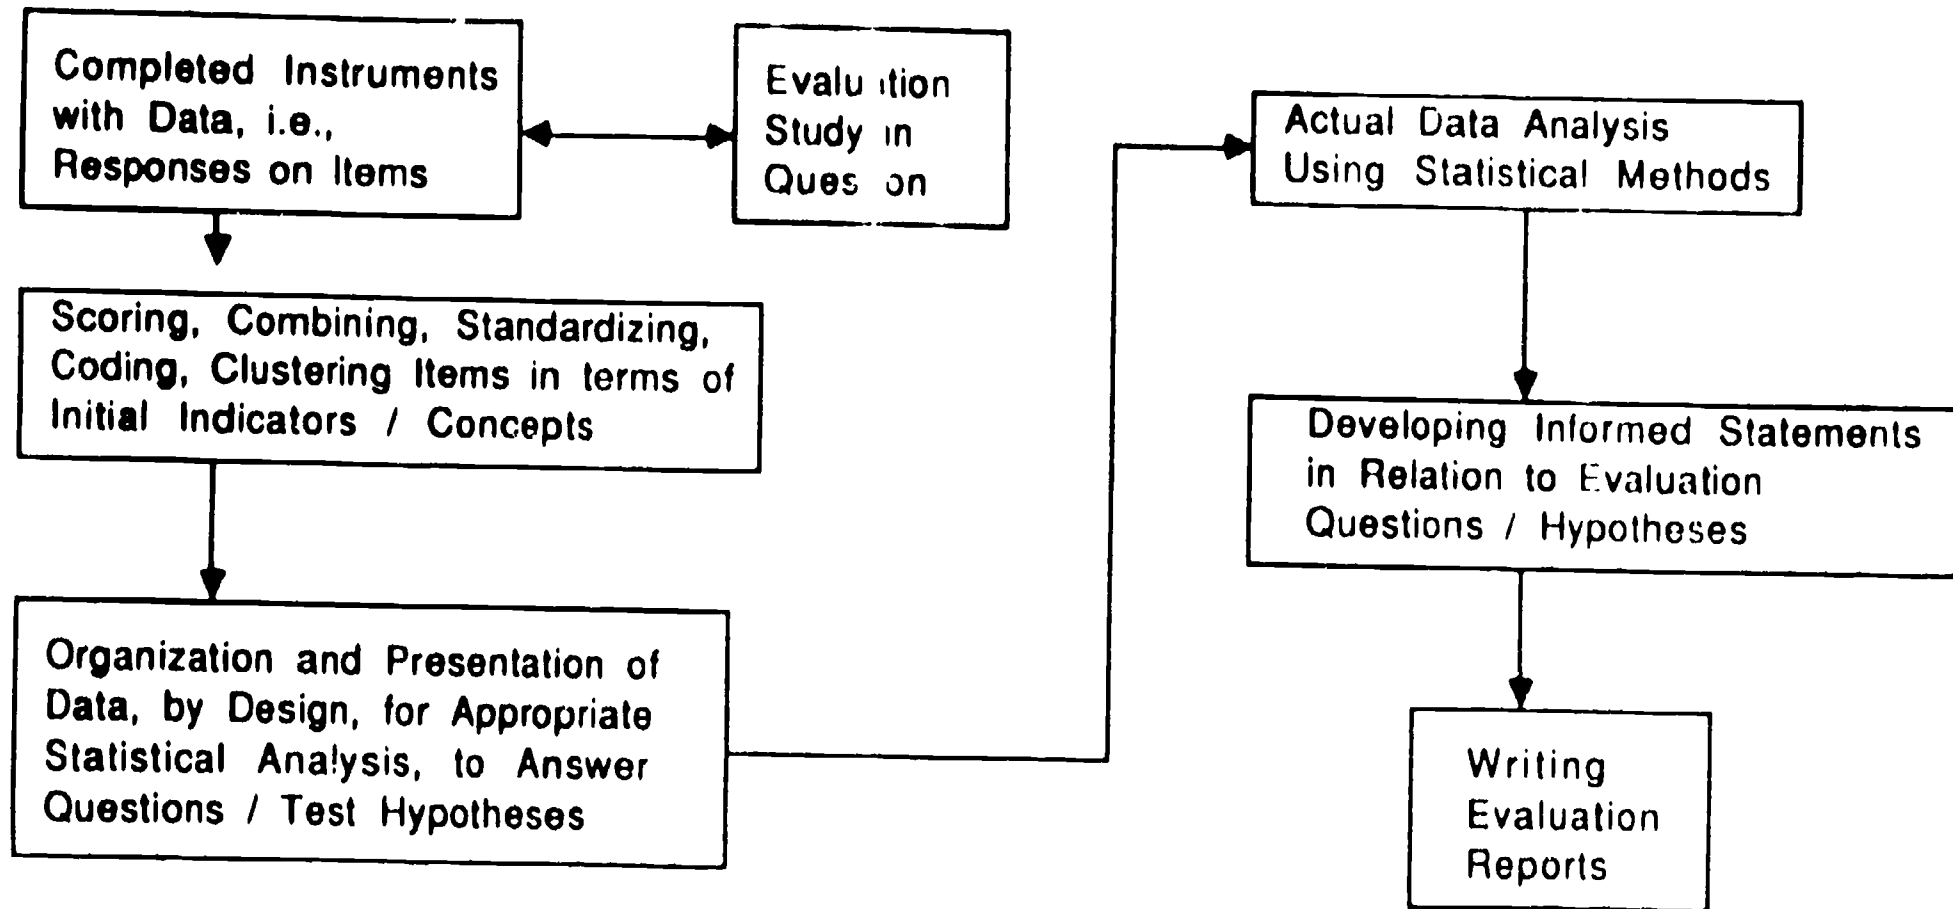 Completed Instruments
with Data, i.e.,
Responses on Items
Evaluation
Study in
Question
Scoring, Combining, Standardizing,
Coding, Clustering Items in terms of
Initial Indicators / Concepts
Organization and Presentation of
Data, by Design, for Appropriate
Statistical Analysis, to Answer
Questions / Test Hypotheses
Actual Data Analysis
Using Statistical Methods
Developing Informed Statements
in Relation to Evaluation
Questions / Hypotheses
Writing
Evaluation
Reports